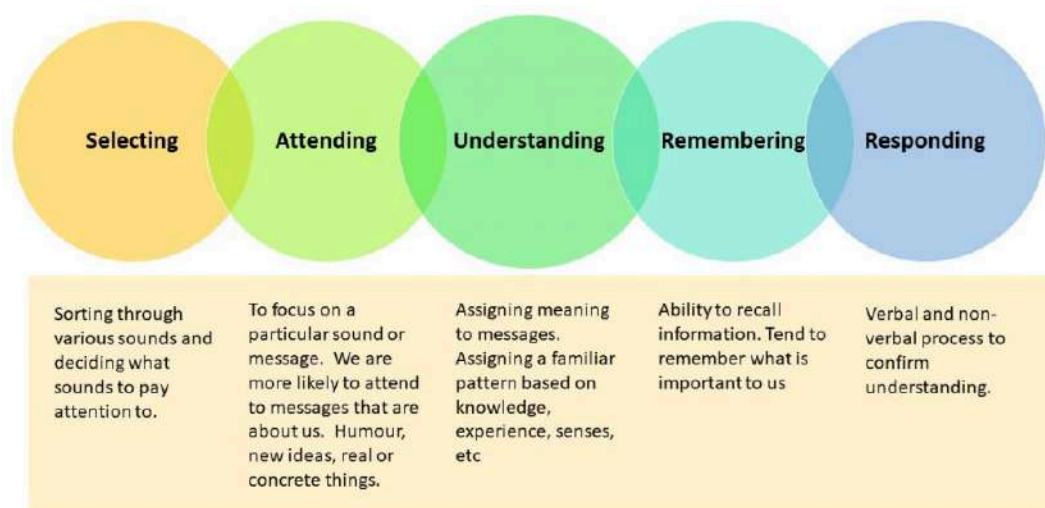 Selecting
Attending
Understanding
Remembering
Responding
Sorting through
various sounds and
deciding what
sounds to pay
attention to.
To focus on a
particular sound or
message. We are
more likely to attend
to messages that are
about us. Humour,
new ideas, real or
concrete things.
Assigning meaning
to messages.
Assigning a familiar
pattern based on
knowledge,
experience, senses,
etc
Ability to recall
information. Tend to
remember what is
important to us
Verbal and non-
verbal process to
confirm
understanding.